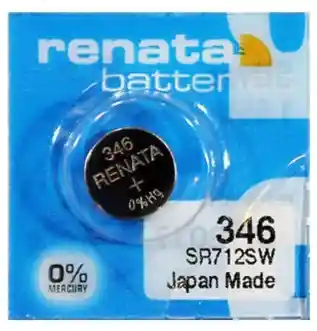 renata
batteries
346
RENATA
+
0%Hg
346
SR712SW
Japan Made
0%
MERCURY